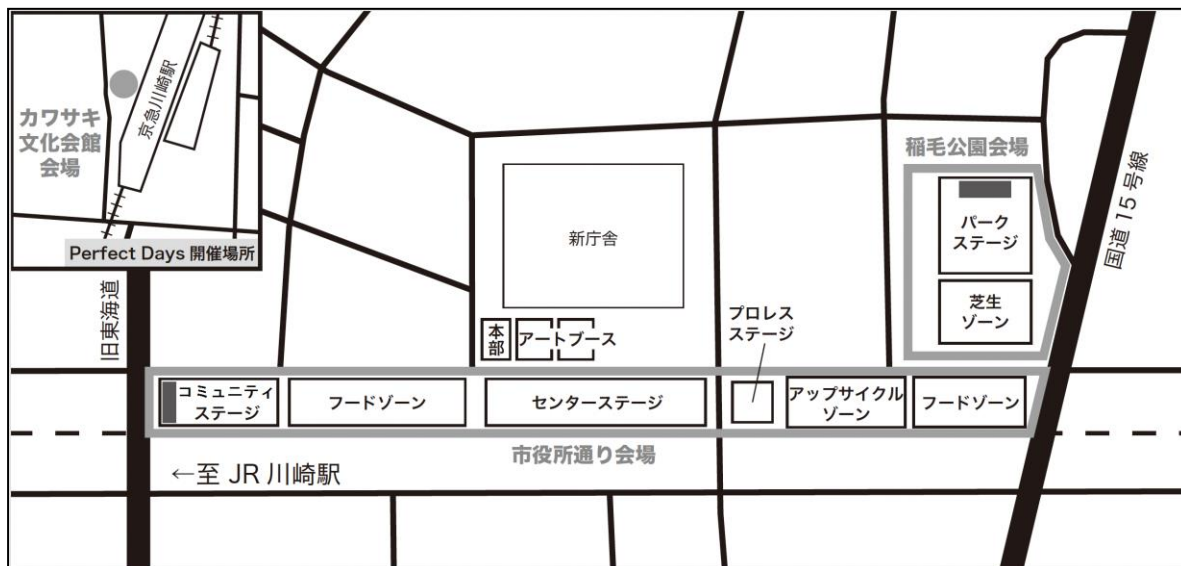 カワサキ
文化会館
会場
京急川崎駅
Perfect Days 開催場所
旧東海道
新庁舎
本部
アートブース
プロレス
ステージ
稲毛公園会場
パーク
ステージ
芝生
ゾーン
国道15号線
コミュニティ
ステージ
フードゾーン
センターステージ
アップサイクル
ゾーン
フードゾーン
市役所通り会場
←至 JR 川崎駅